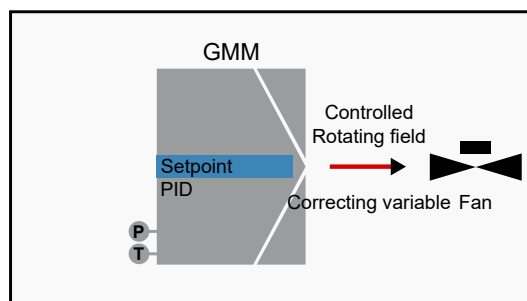 GMM
Controlled
Rotating field
Setpoint
PID
Correcting variable Fan
P
T